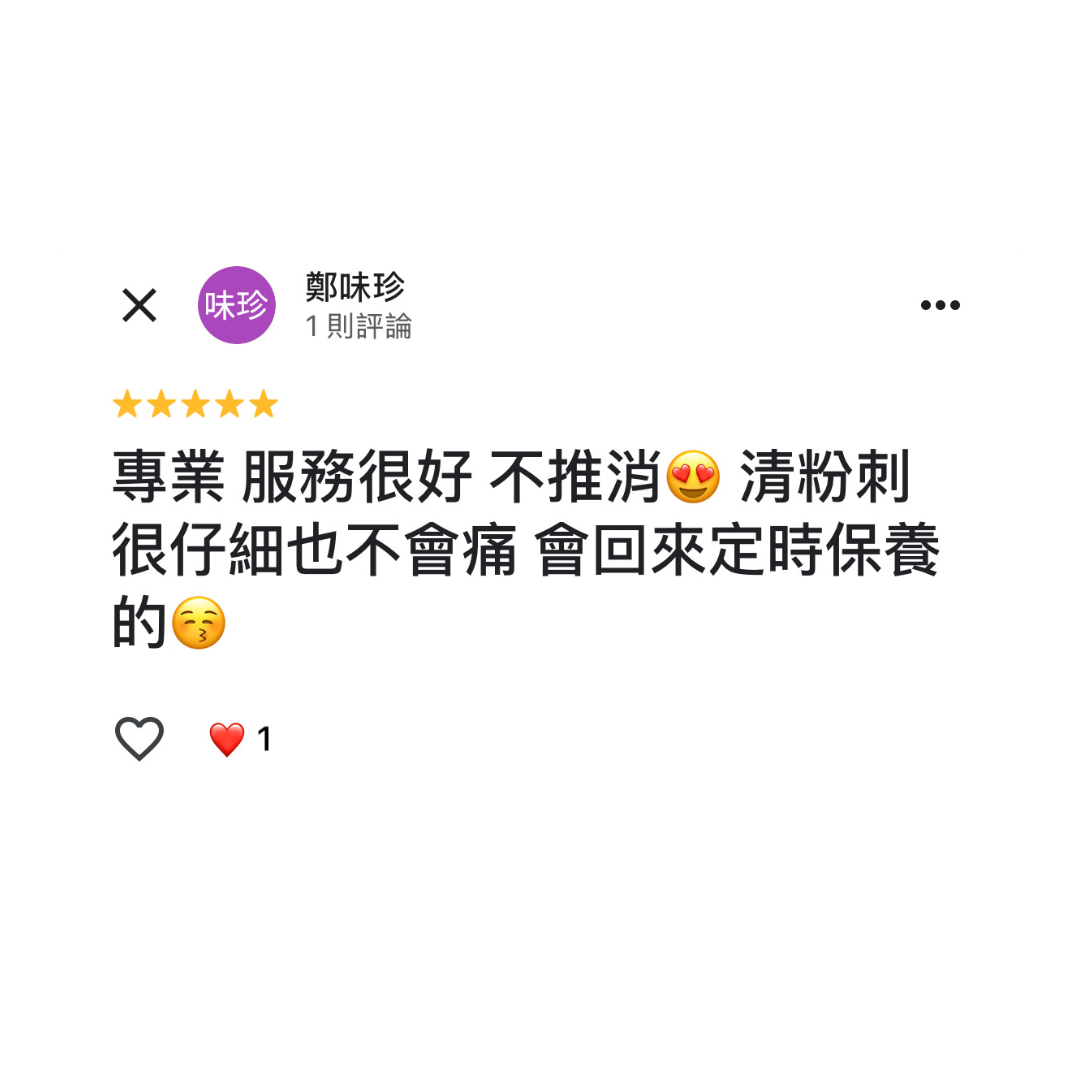 味珍
鄭味珍
1 則評論
專業 服務很好 不推消😍 清粉刺
很仔細也不會痛 會回來定時保養
的😚
1